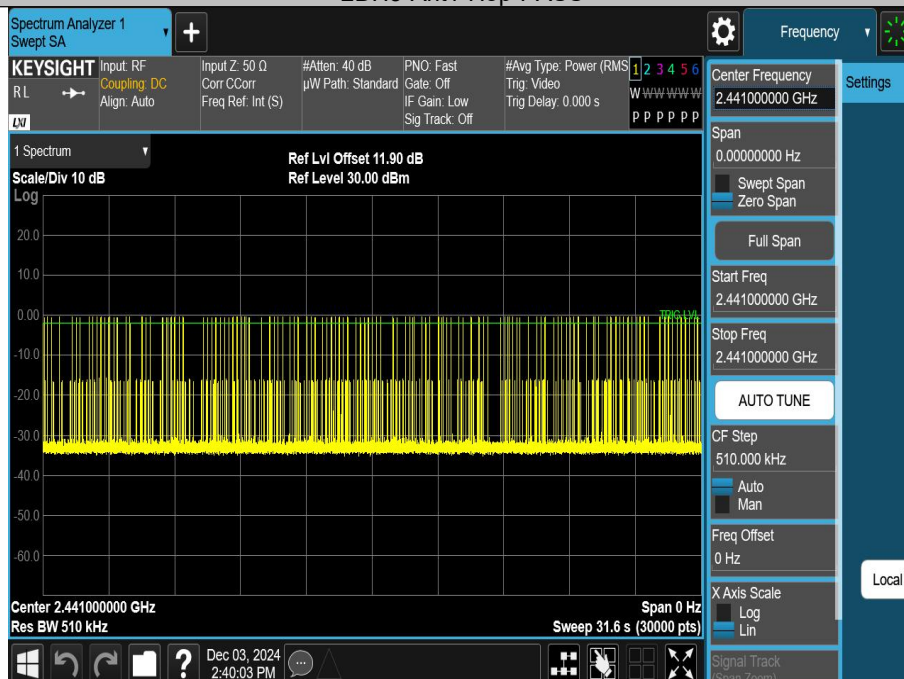 Spectrum Analyzer 1
Swept SA
+
Frequency
KEYSIGHT
RL
LXI
Input: RF
Coupling: DC
Align: Auto
Input Z: 50 Ω
Corr CCorr
Freq Ref: Int (S)
#Atten: 40 dB
µW Path: Standard
PNO: Fast
Gate: Off
IF Gain: Low
Sig Track: Off
#Avg Type: Power (RMS
Trig: Video
Trig Delay: 0.000 s
1 2 3 4 5 6
W W W W W W
P P P P P P
Center Frequency
2.441000000 GHz
Settings
1 Spectrum
Scale/Div 10 dB
Ref Lvl Offset 11.90 dB
Ref Level 30.00 dBm
Span
0.00000000 Hz
Swept Span
Zero Span
Full Span
Log
20.0
10.0
0.00
-10.0
-20.0
-30.0
-40.0
-50.0
-60.0
TRIG LVL
Start Freq
2.441000000 GHz
Stop Freq
2.441000000 GHz
AUTO TUNE
CF Step
510.000 kHz
Auto
Man
Freq Offset
0 Hz
Local
X Axis Scale
Log
Lin
Signal Track
(Span Zoom)
Center 2.441000000 GHz
Span 0 Hz
Res BW 510 kHz
Sweep 31.6 s (30000 pts)
?
Dec 03, 2024
2:40:03 PM